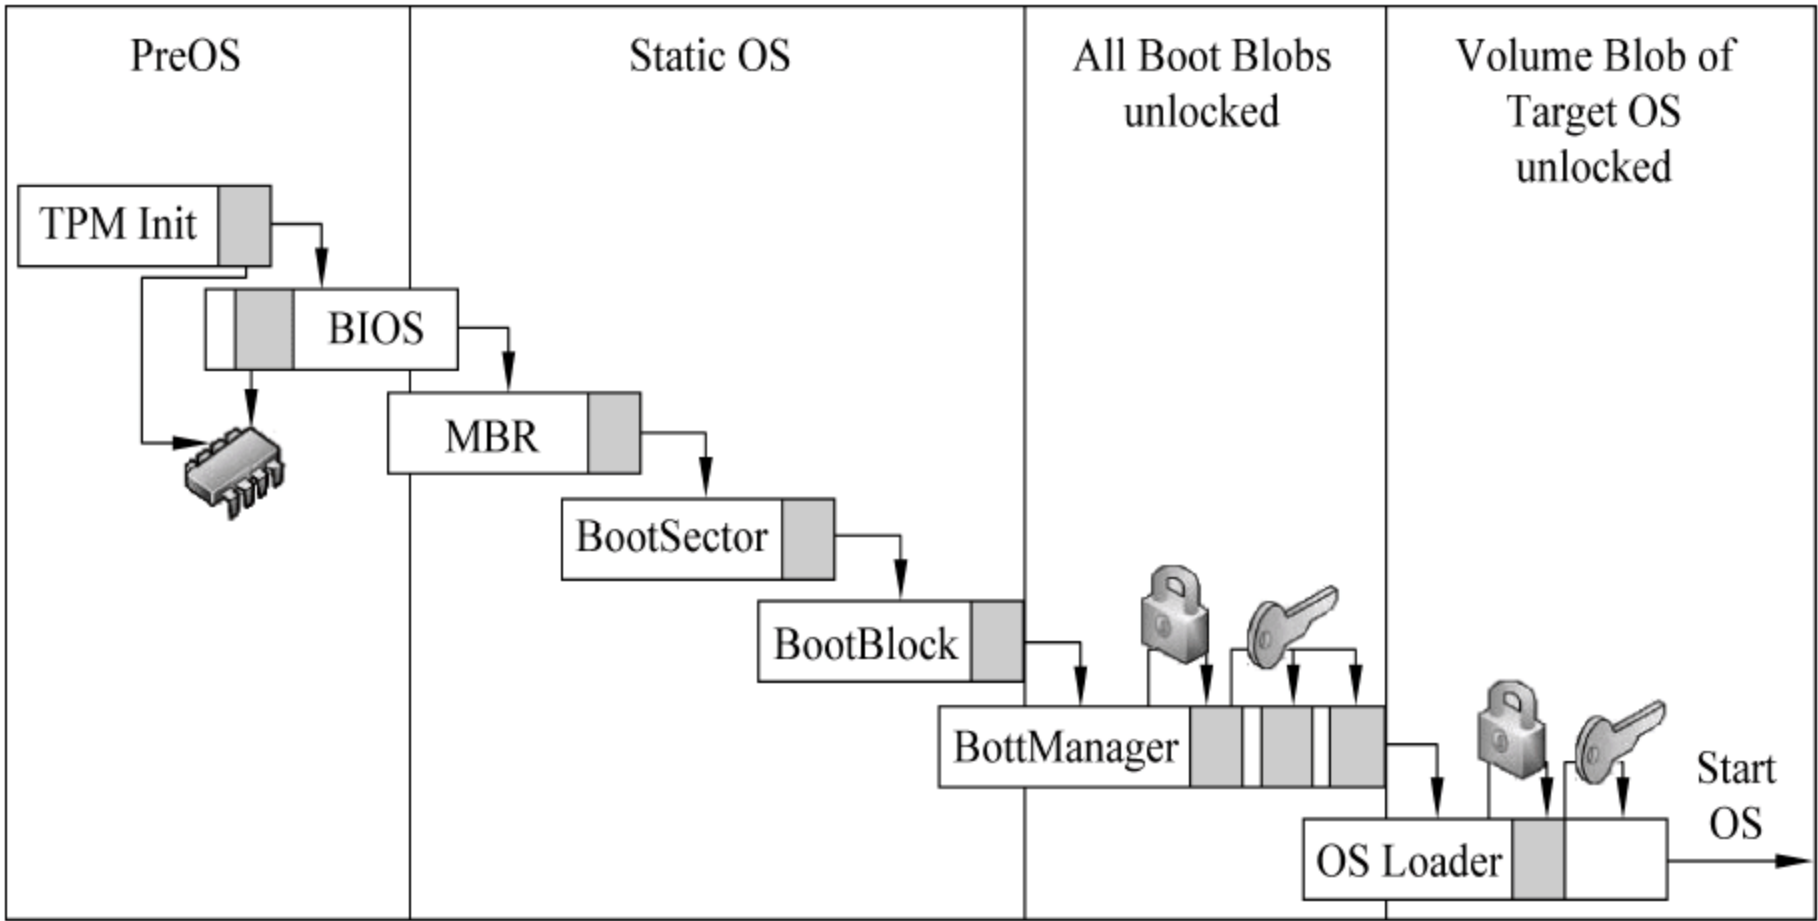 PreOS
Static OS
All Boot Blobs
unlocked
Volume Blob of
Target OS
unlocked
TPM Init
BIOS
MBR
BootSector
BootBlock
BottManager
OS Loader
Start
OS